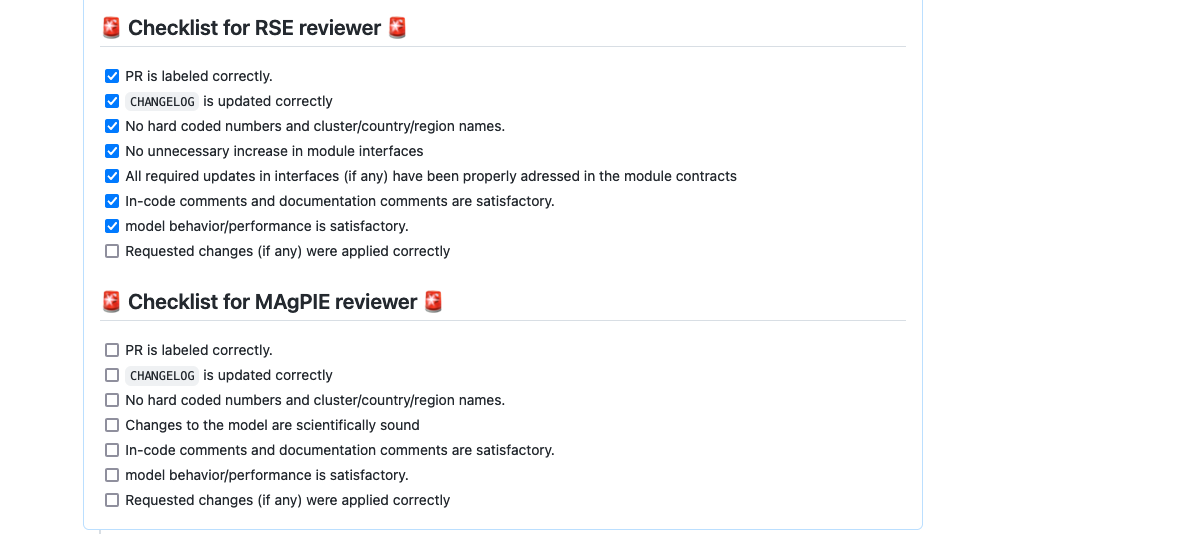 🚨 Checklist for RSE reviewer 🚨
PR is labeled correctly.
CHANGELOG is updated correctly
No hard coded numbers and cluster/country/region names.
No unnecessary increase in module interfaces
All required updates in interfaces (if any) have been properly adressed in the module contracts
In-code comments and documentation comments are satisfactory.
model behavior/performance is satisfactory.
Requested changes (if any) were applied correctly
🚨 Checklist for MAgPIE reviewer 🚨
PR is labeled correctly.
CHANGELOG is updated correctly
No hard coded numbers and cluster/country/region names.
Changes to the model are scientifically sound
In-code comments and documentation comments are satisfactory.
model behavior/performance is satisfactory.
Requested changes (if any) were applied correctly